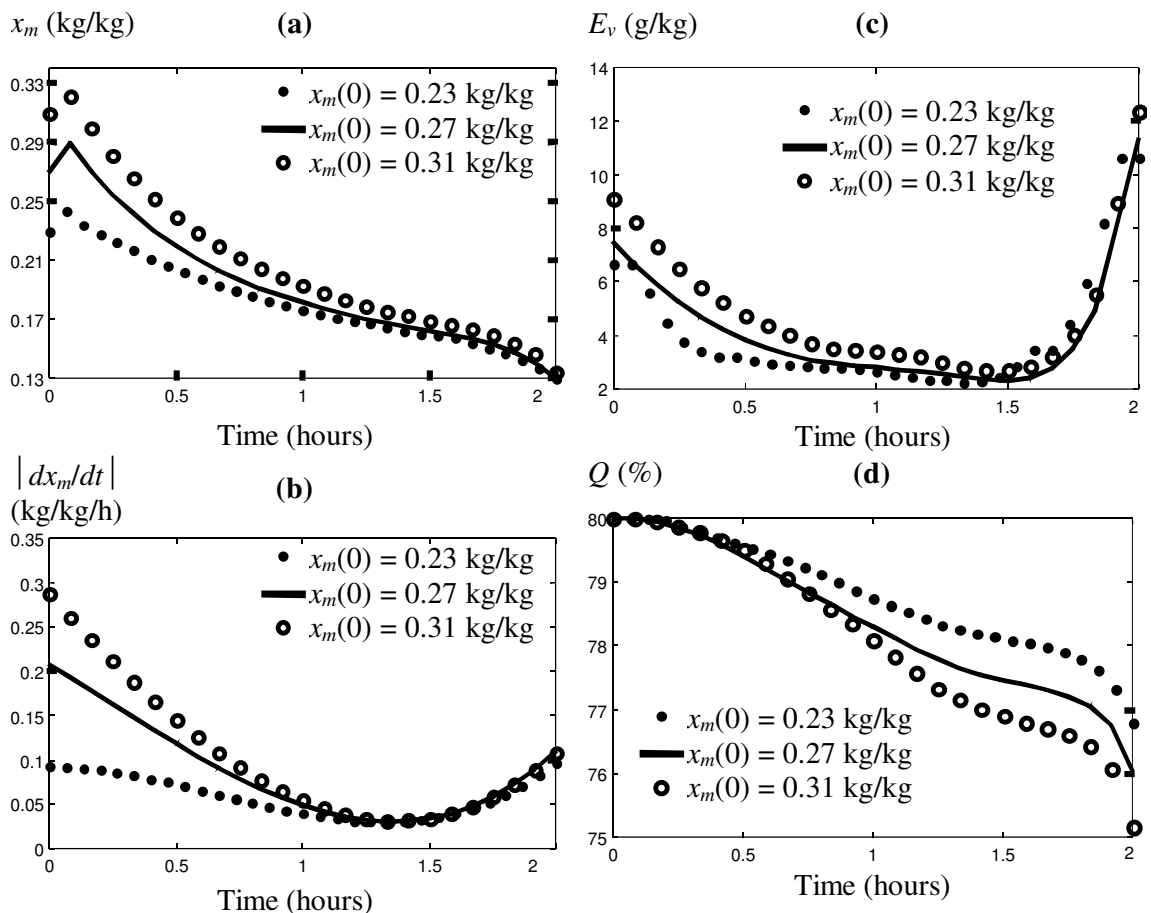 x_m (kg/kg)
(a)
0.33
0.29
0.25
0.21
0.17
0.13
x_m(0) = 0.23 kg/kg
x_m(0) = 0.27 kg/kg
x_m(0) = 0.31 kg/kg
0 0.5 1 1.5 2
Time (hours)
E_v (g/kg)
(c)
14
12
10
8
6
4
2
x_m(0) = 0.23 kg/kg
x_m(0) = 0.27 kg/kg
x_m(0) = 0.31 kg/kg
0 0.5 1 1.5 2
Time (hours)
|dx_m/dt|
(kg/kg/h)
(b)
0.35
0.3
0.25
0.2
0.15
0.10
0.05
0
x_m(0) = 0.23 kg/kg
x_m(0) = 0.27 kg/kg
x_m(0) = 0.31 kg/kg
0 0.5 1 1.5 2
Time (hours)
Q (%)
(d)
80
79
78
77
76
75
x_m(0) = 0.23 kg/kg
x_m(0) = 0.27 kg/kg
x_m(0) = 0.31 kg/kg
0 0.5 1 1.5 2
Time (hours)